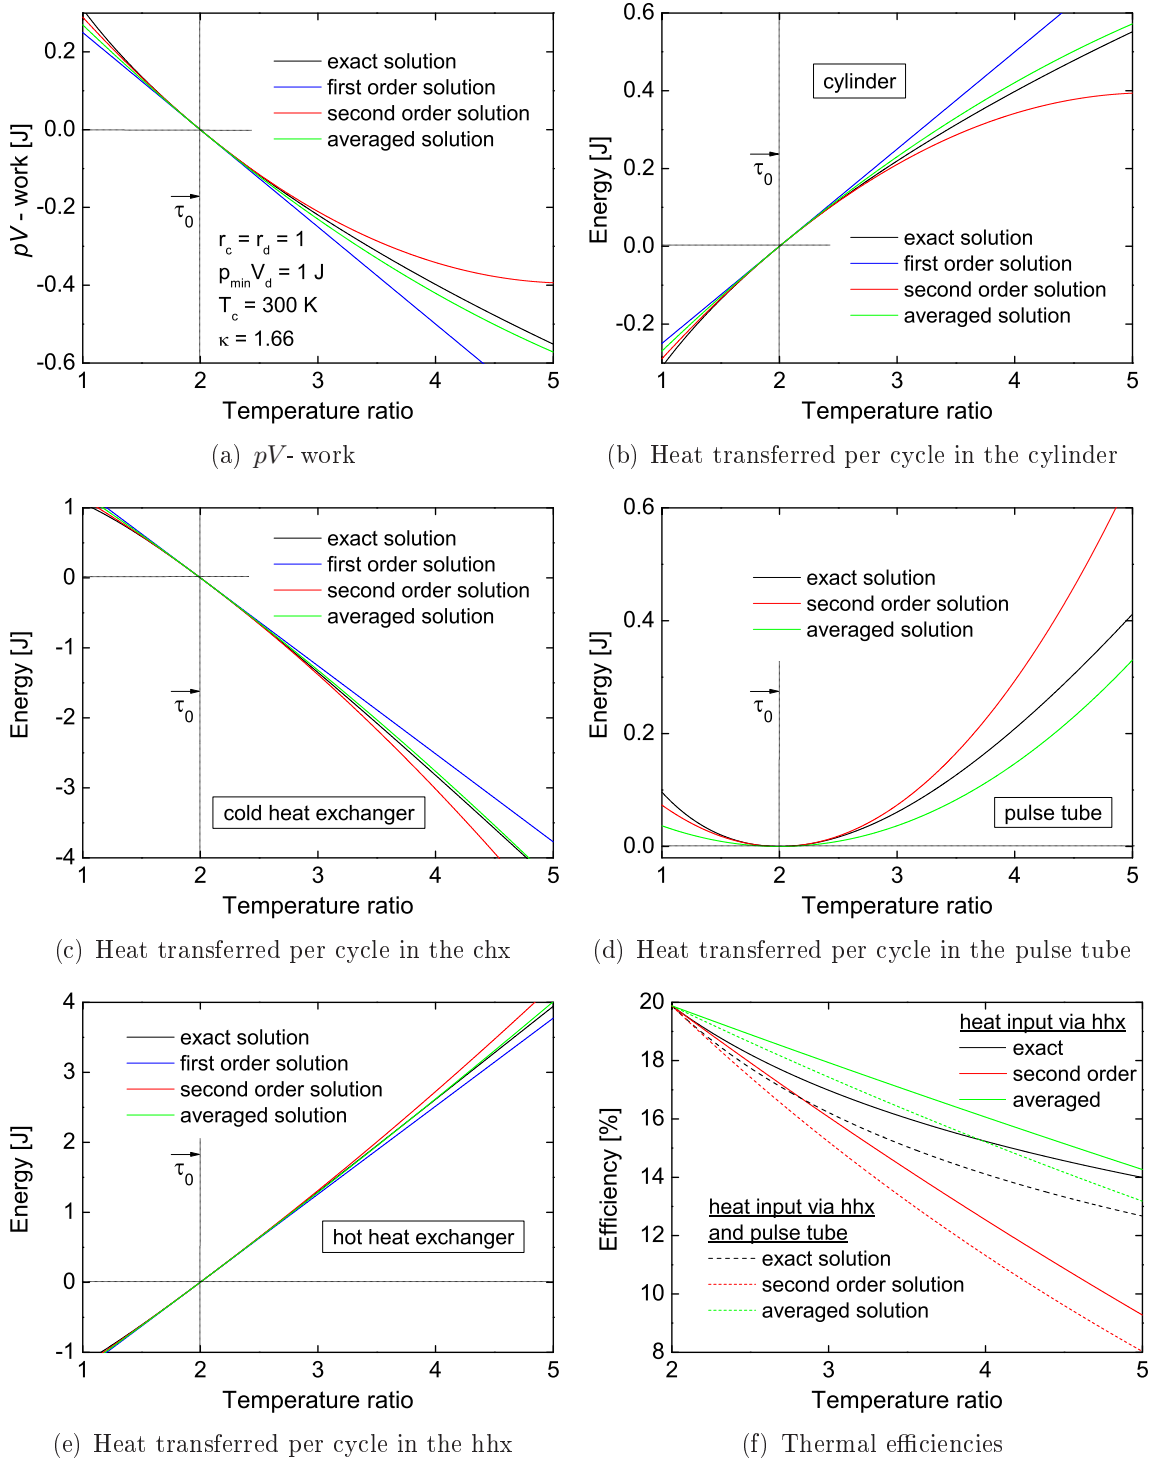 0.2
0.0
-0.2
-0.4
-0.6
pV - work [J]
exact solution
first order solution
second order solution
averaged solution
τ0
rc = rd = 1
pminVd = 1 J
Tc = 300 K
κ = 1.66
1 2 3 4 5
Temperature ratio
(a) pV- work
0.6
0.4
0.2
0.0
-0.2
Energy [J]
cylinder
τ0
exact solution
first order solution
second order solution
averaged solution
1 2 3 4 5
Temperature ratio
(b) Heat transferred per cycle in the cylinder
1
0
-1
-2
-3
-4
Energy [J]
exact solution
first order solution
second order solution
averaged solution
τ0
cold heat exchanger
1 2 3 4 5
Temperature ratio
(c) Heat transferred per cycle in the chx
0.6
0.4
0.2
0.0
Energy [J]
exact solution
second order solution
averaged solution
τ0
pulse tube
1 2 3 4 5
Temperature ratio
(d) Heat transferred per cycle in the pulse tube
4
3
2
1
0
-1
Energy [J]
exact solution
first order solution
second order solution
averaged solution
τ0
hot heat exchanger
1 2 3 4 5
Temperature ratio
(e) Heat transferred per cycle in the hhx
20
18
16
14
12
10
8
Efficiency [%]
heat input via hhx
exact
second order
averaged
heat input via hhx
and pulse tube
exact solution
second order solution
averaged solution
2 3 4 5
Temperature ratio
(f) Thermal efficiencies